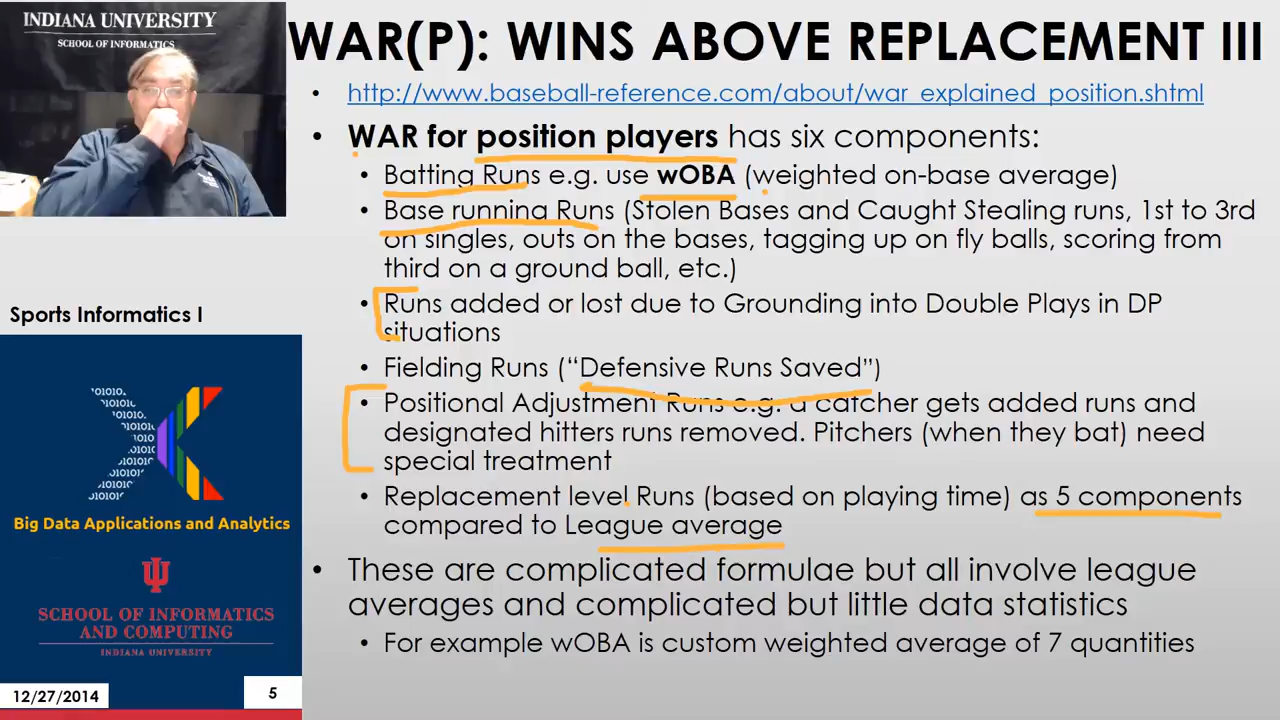 INDIANA UNIVERSITY
SCHOOL OF INFORMATICS
WAR(P): WINS ABOVE REPLACEMENT III
• http://www.baseball-reference.com/about/war_explained_position.shtml
• WAR for position players has six components:
• Batting Runs e.g. use wOBA (weighted on-base average)
• Base running Runs (Stolen Bases and Caught Stealing runs, 1st to 3rd
on singles, outs on the bases, tagging up on fly balls, scoring from
third on a ground ball, etc.)
• Runs added or lost due to Grounding into Double Plays in DP
situations
• Fielding Runs (“Defensive Runs Saved”)
• Positional Adjustment Runs e.g. a catcher gets added runs and
designated hitters runs removed. Pitchers (when they bat) need
special treatment
• Replacement level Runs (based on playing time) as 5 components
compared to League average
• These are complicated formulae but all involve league
averages and complicated but little data statistics
• For example wOBA is custom weighted average of 7 quantities
Sports Informatics I
01010101
Big Data Applications and Analytics
SCHOOL OF INFORMATICS
AND COMPUTING
INDIANA UNIVERSITY
12/27/2014
5